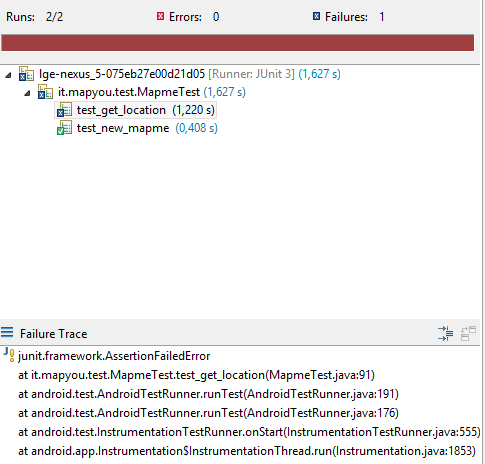 Runs: 2/2 Errors: 0 Failures: 1
lge-nexus_5-075eb27e00d21d05 [Runner: JUnit 3] (1,627 s)
it.mapyou.test.MapmeTest (1,627 s)
test_get_location (1,220 s)
test_new_mapme (0,408 s)
Failure Trace
junit.framework.AssertionFailedError
at it.mapyou.test.MapmeTest.test_get_location(MapmeTest.java:91)
at android.test.AndroidTestRunner.runTest(AndroidTestRunner.java:191)
at android.test.AndroidTestRunner.runTest(AndroidTestRunner.java:176)
at android.test.InstrumentationTestRunner.onStart(InstrumentationTestRunner.java:555)
at android.app.Instrumentation$InstrumentationThread.run(Instrumentation.java:1853)